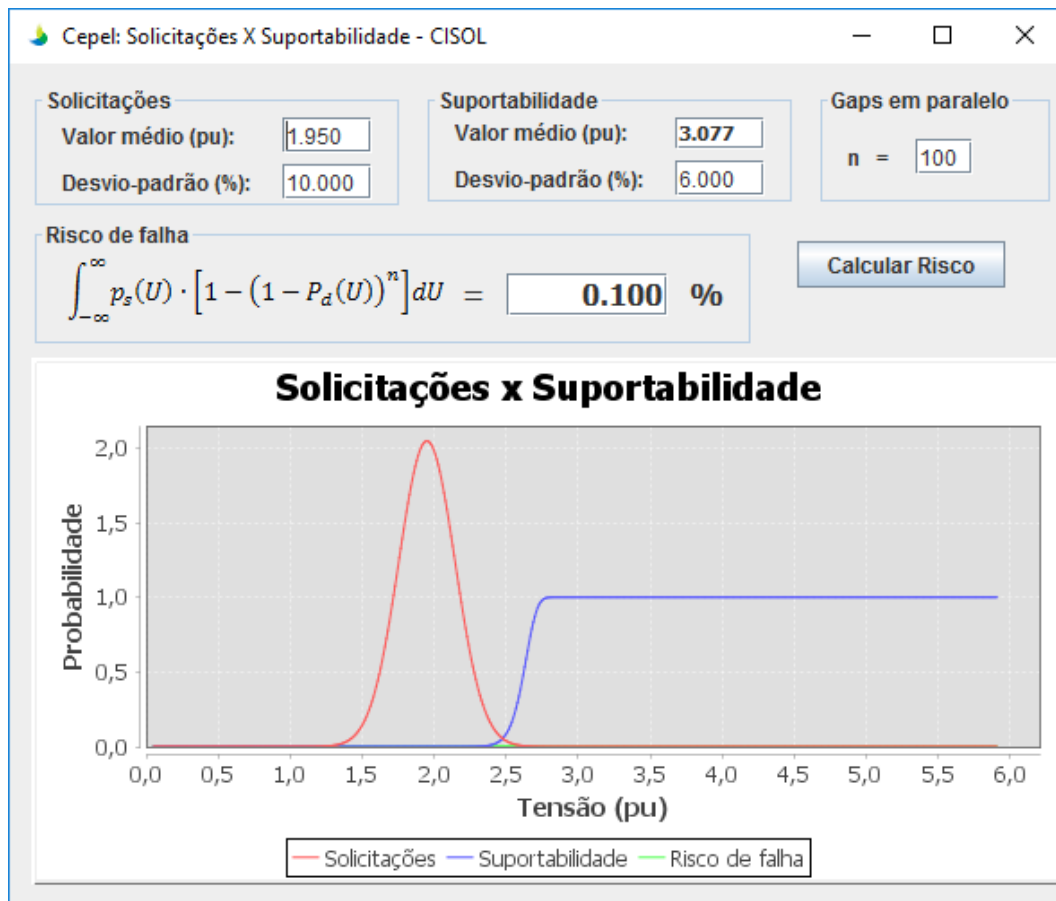 Cepel: Solicitações X Suportabilidade - CISOL
Solicitações
Valor médio (pu): 1.950
Desvio-padrão (%): 10.000
Suportabilidade
Valor médio (pu): 3.077
Desvio-padrão (%): 6.000
Gaps em paralelo
n = 100
Risco de falha
∫_{-∞}^{∞} p_s(U) · [1 − (1 − P_d(U))^n] dU = 0.100 %
Calcular Risco
Solicitações x Suportabilidade
Probabilidade
2,0
1,5
1,0
0,5
0,0
0,0 0,5 1,0 1,5 2,0 2,5 3,0 3,5 4,0 4,5 5,0 5,5 6,0
Tensão (pu)
Solicitações Suportabilidade Risco de falha